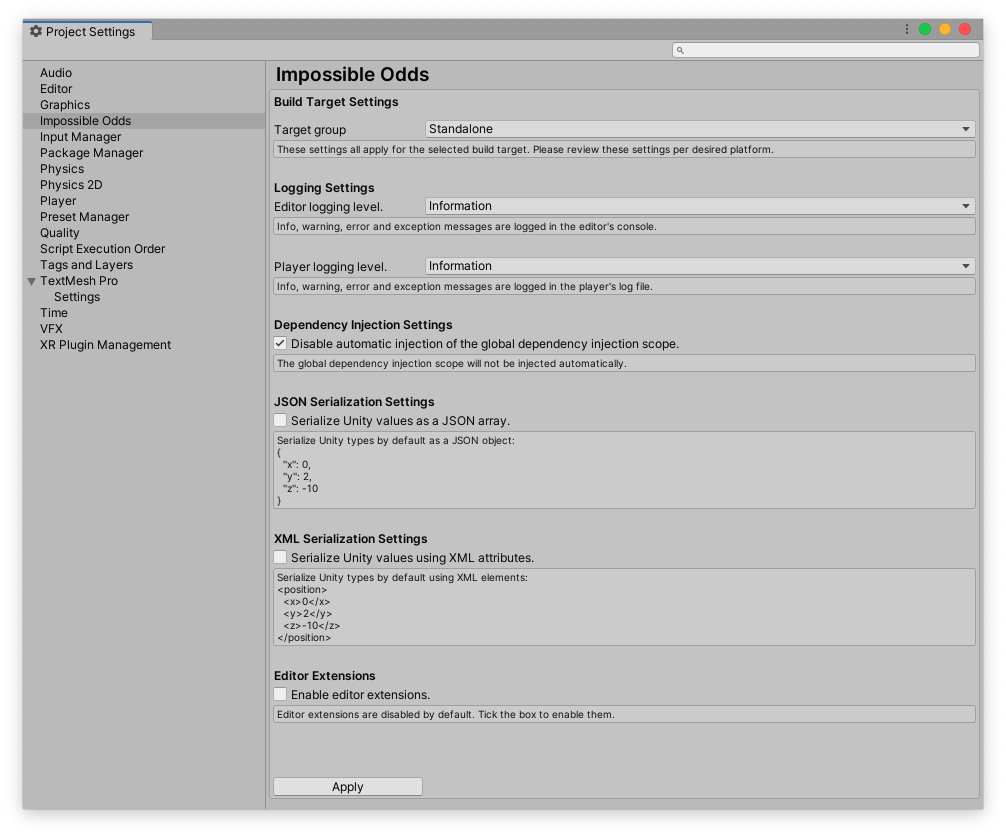 Project Settings
Audio
Editor
Graphics
Impossible Odds
Input Manager
Package Manager
Physics
Physics 2D
Player
Preset Manager
Quality
Script Execution Order
Tags and Layers
TextMesh Pro
Settings
Time
VFX
XR Plugin Management
Impossible Odds
Build Target Settings
Target group Standalone
These settings all apply for the selected build target. Please review these settings per desired platform.
Logging Settings
Editor logging level. Information
Info, warning, error and exception messages are logged in the editor's console.
Player logging level. Information
Info, warning, error and exception messages are logged in the player's log file.
Dependency Injection Settings
Disable automatic injection of the global dependency injection scope.
The global dependency injection scope will not be injected automatically.
JSON Serialization Settings
Serialize Unity values as a JSON array.
Serialize Unity types by default as a JSON object:
{
"x": 0,
"y": 2,
"z": -10
}
XML Serialization Settings
Serialize Unity values using XML attributes.
Serialize Unity types by default using XML elements:
<position>
<x>0</x>
<y>2</y>
<z>-10</z>
</position>
Editor Extensions
Enable editor extensions.
Editor extensions are disabled by default. Tick the box to enable them.
Apply